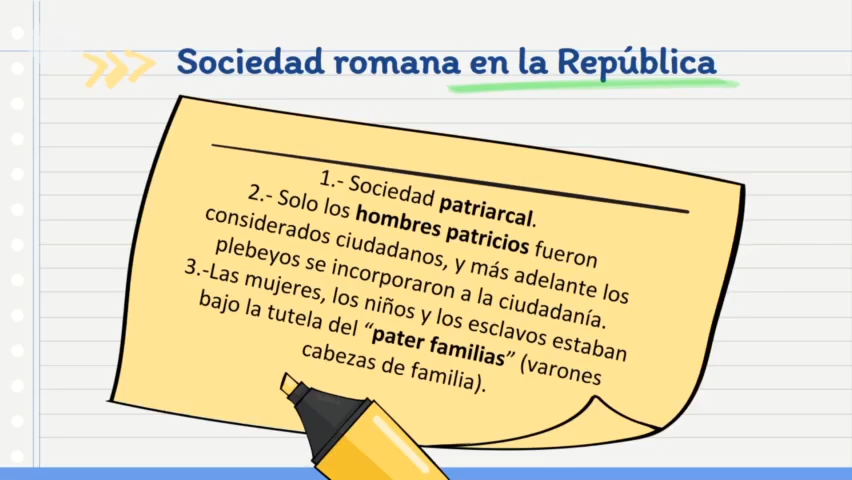 Sociedad romana en la República
1.- Sociedad patriarcal.
2.- Solo los hombres patricios fueron
considerados ciudadanos, y más adelante los
plebeyos se incorporaron a la ciudadanía.
3.-Las mujeres, los niños y los esclavos estaban
bajo la tutela del “pater familias” (varones
cabezas de familia).